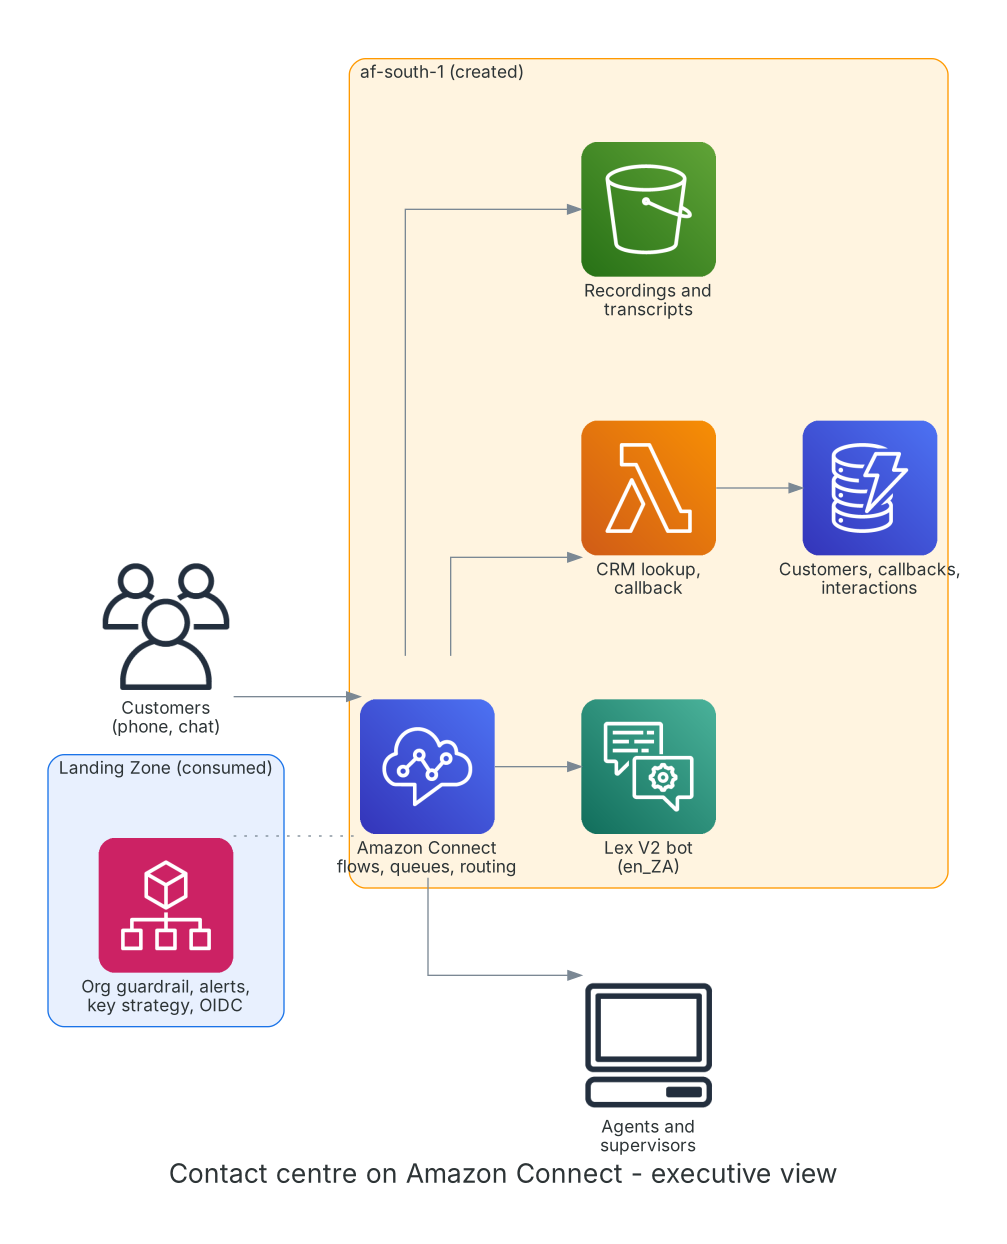 af-south-1 (created)
Recordings and
transcripts
CRM lookup,
callback
Customers, callbacks,
interactions
Customers
(phone, chat)
Landing Zone (consumed)
Amazon Connect
flows, queues, routing
Lex V2 bot
(en_ZA)
Org guardrail, alerts,
key strategy, OIDC
Agents and
supervisors
Contact centre on Amazon Connect - executive view